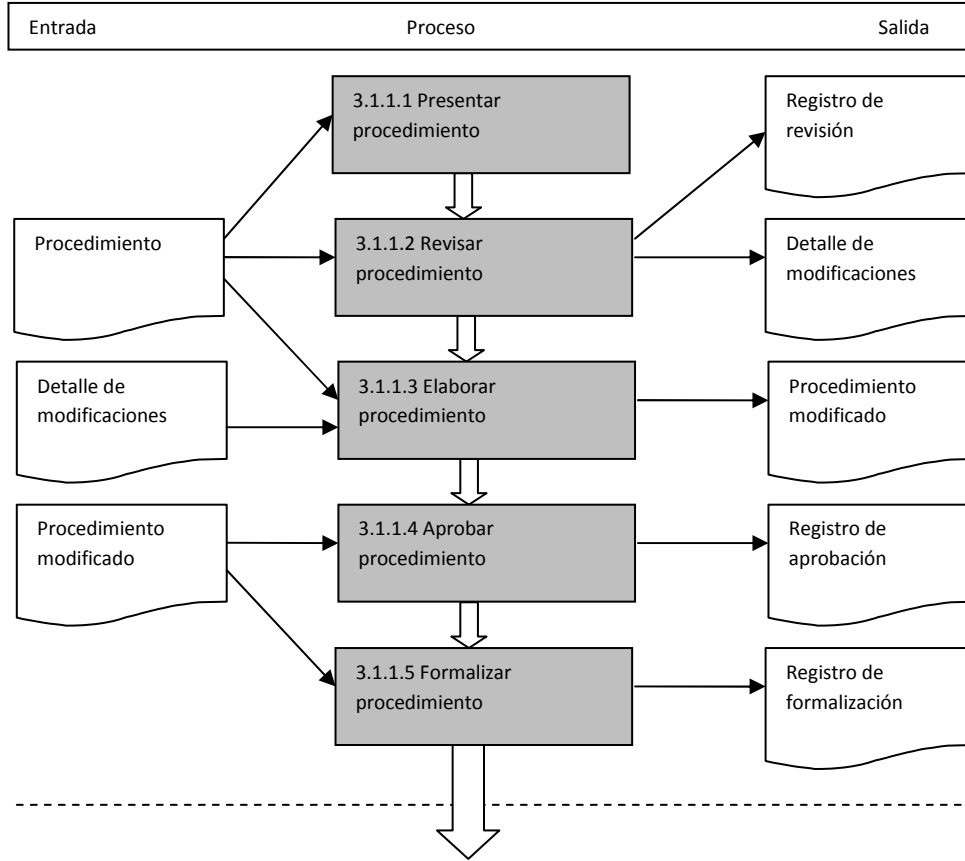 Entrada Proceso Salida
3.1.1.1 Presentar
procedimiento
Registro de
revisión
Procedimiento
3.1.1.2 Revisar
procedimiento
Detalle de
modificaciones
Detalle de
modificaciones
3.1.1.3 Elaborar
procedimiento
Procedimiento
modificado
Procedimiento
modificado
3.1.1.4 Aprobar
procedimiento
Registro de
aprobación
3.1.1.5 Formalizar
procedimiento
Registro de
formalización